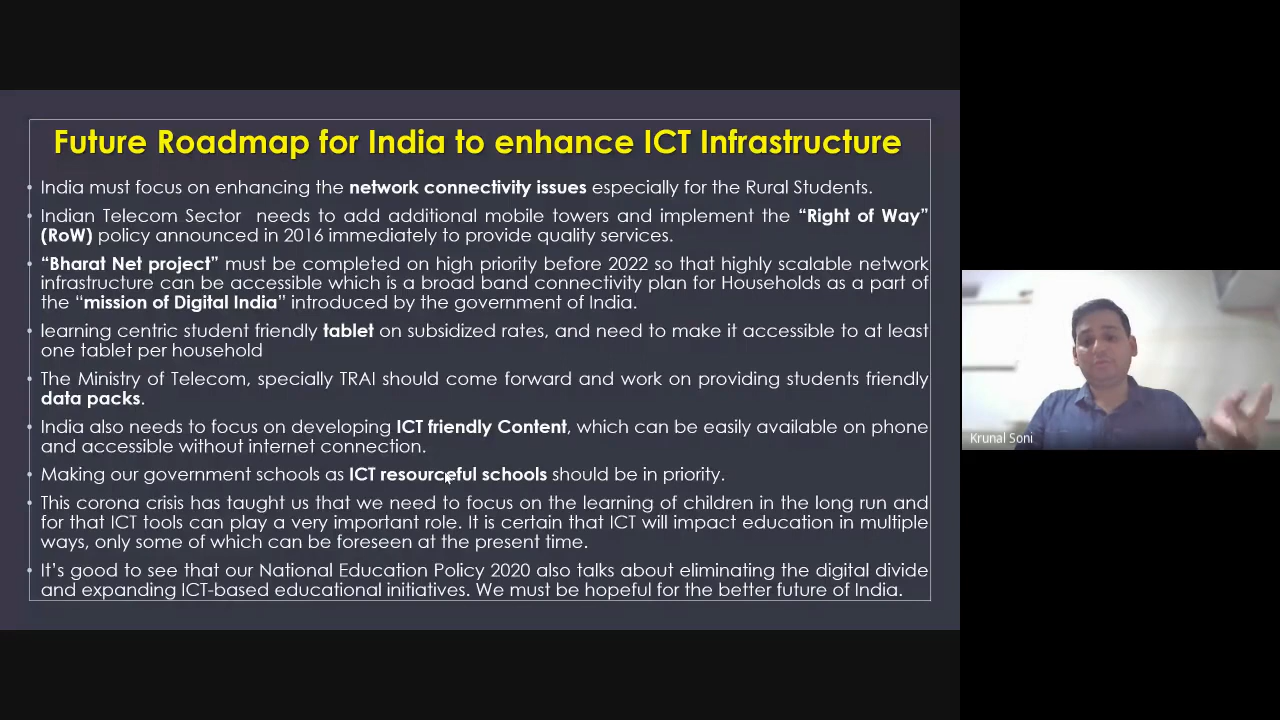 Future Roadmap for India to enhance ICT Infrastructure
• India must focus on enhancing the network connectivity issues especially for the Rural Students.
• Indian Telecom Sector needs to add additional mobile towers and implement the “Right of Way”
(RoW) policy announced in 2016 immediately to provide quality services.
• “Bharat Net project” must be completed on high priority before 2022 so that highly scalable network
infrastructure can be accessible which is a broad band connectivity plan for Households as a part of
the “mission of Digital India” introduced by the government of India.
• learning centric student friendly tablet on subsidized rates, and need to make it accessible to at least
one tablet per household
• The Ministry of Telecom, specially TRAI should come forward and work on providing students friendly
data packs.
• India also needs to focus on developing ICT friendly Content, which can be easily available on phone
and accessible without internet connection.
• Making our government schools as ICT resourceful schools should be in priority.
• This corona crisis has taught us that we need to focus on the learning of children in the long run and
for that ICT tools can play a very important role. It is certain that ICT will impact education in multiple
ways, only some of which can be foreseen at the present time.
• It’s good to see that our National Education Policy 2020 also talks about eliminating the digital divide
and expanding ICT-based educational initiatives. We must be hopeful for the better future of India.
Krunal Soni